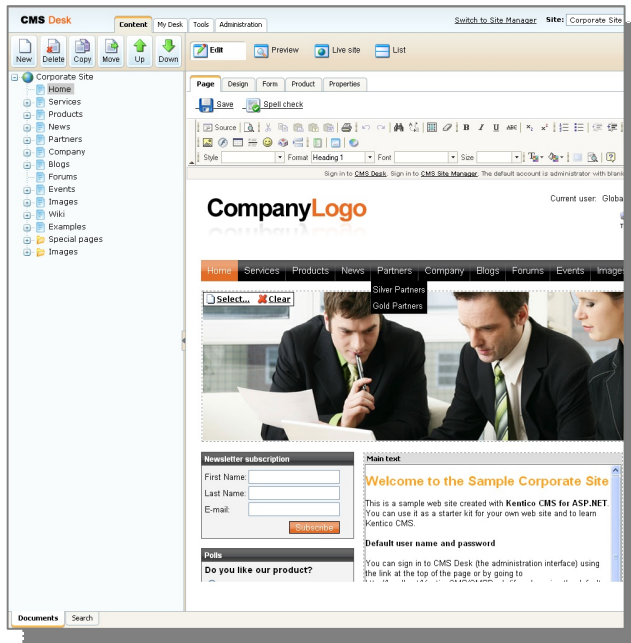 CMS Desk
Content My Desk Tools Administration
Switch to Site Manager Site: Corporate Site
New Delete Copy Move Up Down
Edit Preview Live site List
Corporate Site
Home
Services
Products
News
Partners
Company
Blogs
Forums
Events
Images
Wiki
Examples
Special pages
Images
Page Design Form Product Properties
Save Spell check
Source B I U ABC x₂ x²
Style Format Heading 1 Font Size
Sign in to CMS Desk. Sign in to CMS Site Manager. The default account is administrator with blank
CompanyLogo
Current user: Globa
Home Services Products News Partners Company Blogs Forums Events Images
Silver Partners
Gold Partners
Select... Clear
Newsletter subscription
First Name:
Last Name:
E-mail:
Subscribe
Polls
Do you like our product?
Main text
Welcome to the Sample Corporate Site
This is a sample web site created with Kentico CMS for ASP.NET.
You can use it as a starter kit for your own web site and to learn
Kentico CMS.
Default user name and password
You can sign in to CMS Desk (the administration interface) using
the link at the top of the page or by going to
Documents Search